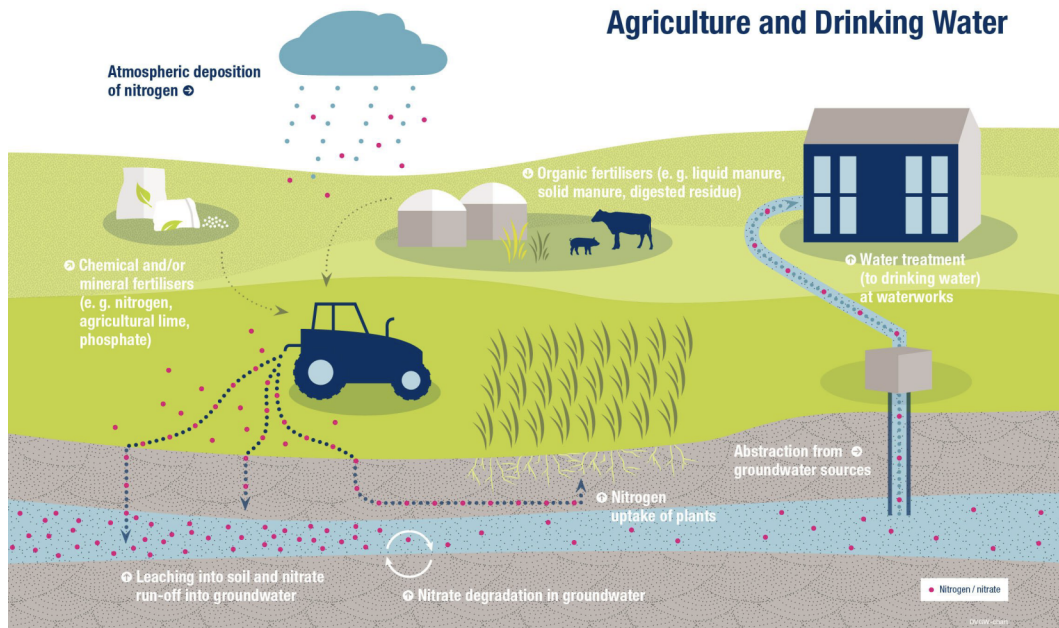 Agriculture and Drinking Water
Atmospheric deposition
of nitrogen
Organic fertilisers (e. g. liquid manure,
solid manure, digested residue)
Chemical and/or
mineral fertilisers
(e. g. nitrogen,
agricultural lime,
phosphate)
Water treatment
(to drinking water)
at waterworks
Abstraction from
groundwater sources
Nitrogen
uptake of plants
Leaching into soil and nitrate
run-off into groundwater
Nitrate degradation in groundwater
Nitrogen / nitrate